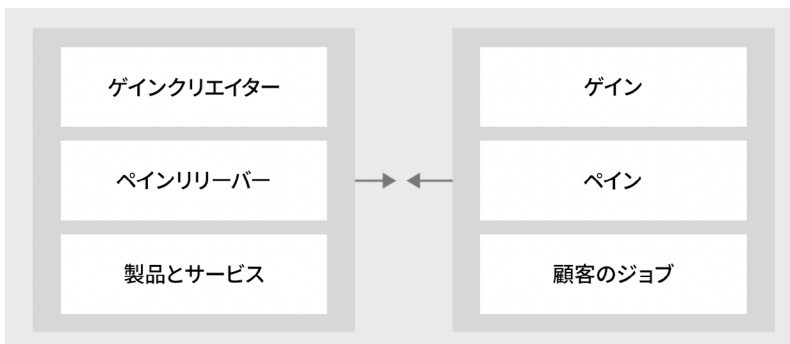 ゲインクリエイター
ペインリリーバー
製品とサービス
ゲイン
ペイン
顧客のジョブ